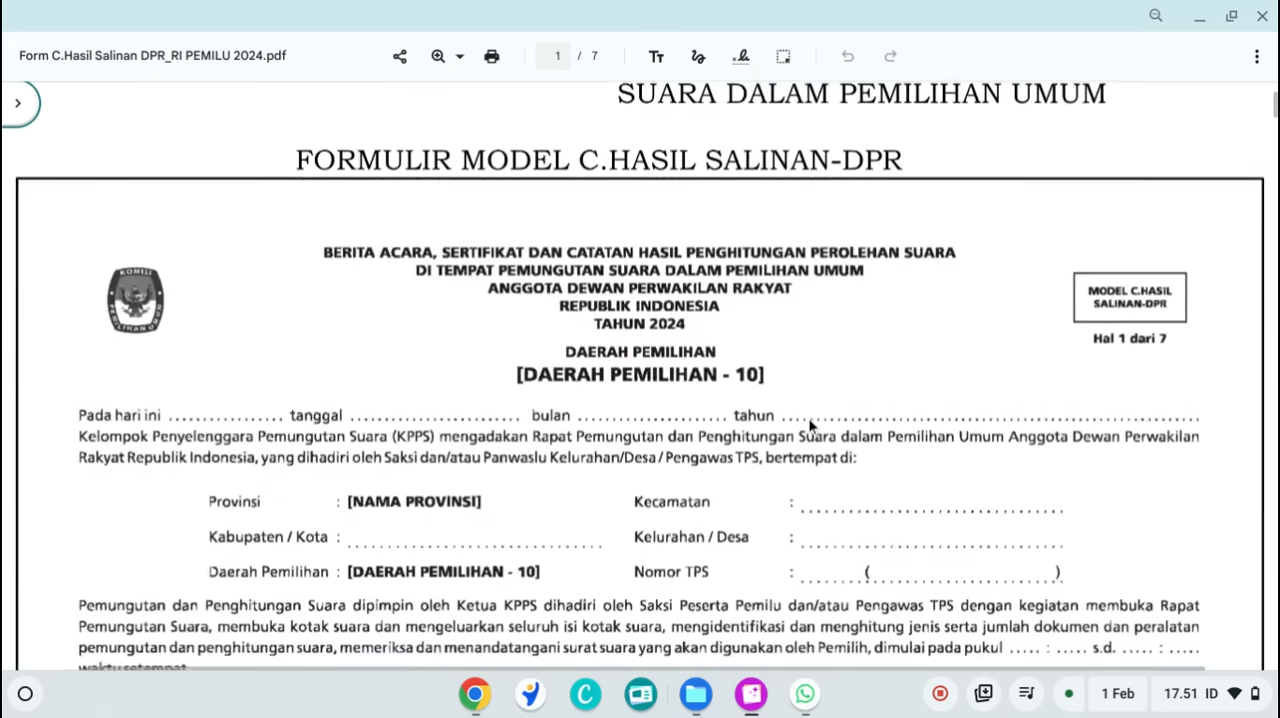 Form C.Hasil Salinan DPR_RI PEMILU 2024.pdf
1 / 7
SUARA DALAM PEMILIHAN UMUM
FORMULIR MODEL C.HASIL SALINAN-DPR
KOMISI
PEMILIHAN UMUM
BERITA ACARA, SERTIFIKAT DAN CATATAN HASIL PENGHITUNGAN PEROLEHAN SUARA
DI TEMPAT PEMUNGUTAN SUARA DALAM PEMILIHAN UMUM
ANGGOTA DEWAN PERWAKILAN RAKYAT
REPUBLIK INDONESIA
TAHUN 2024
MODEL C.HASIL
SALINAN-DPR
Hal 1 dari 7
DAERAH PEMILIHAN
[DAERAH PEMILIHAN - 10]
Pada hari ini ................ tanggal ........................ bulan ..................... tahun ...........................................................
Kelompok Penyelenggara Pemungutan Suara (KPPS) mengadakan Rapat Pemungutan dan Penghitungan Suara dalam Pemilihan Umum Anggota Dewan Perwakilan
Rakyat Republik Indonesia, yang dihadiri oleh Saksi dan/atau Panwaslu Kelurahan/Desa / Pengawas TPS, bertempat di:
Provinsi : [NAMA PROVINSI] Kecamatan : .....................................
Kabupaten / Kota : .................................... Kelurahan / Desa : .....................................
Daerah Pemilihan : [DAERAH PEMILIHAN - 10] Nomor TPS : ......... (..........................)
Pemungutan dan Penghitungan Suara dipimpin oleh Ketua KPPS dihadiri oleh Saksi Peserta Pemilu dan/atau Pengawas TPS dengan kegiatan membuka Rapat
Pemungutan Suara, membuka kotak suara dan mengeluarkan seluruh isi kotak suara, mengidentifikasi dan menghitung jenis serta jumlah dokumen dan peralatan
pemungutan dan penghitungan suara, memeriksa dan menandatangani surat suara yang akan digunakan oleh Pemilih, dimulai pada pukul ..... : ..... s.d. ..... : .....
waktu setempat.
1 Feb 17.51 ID